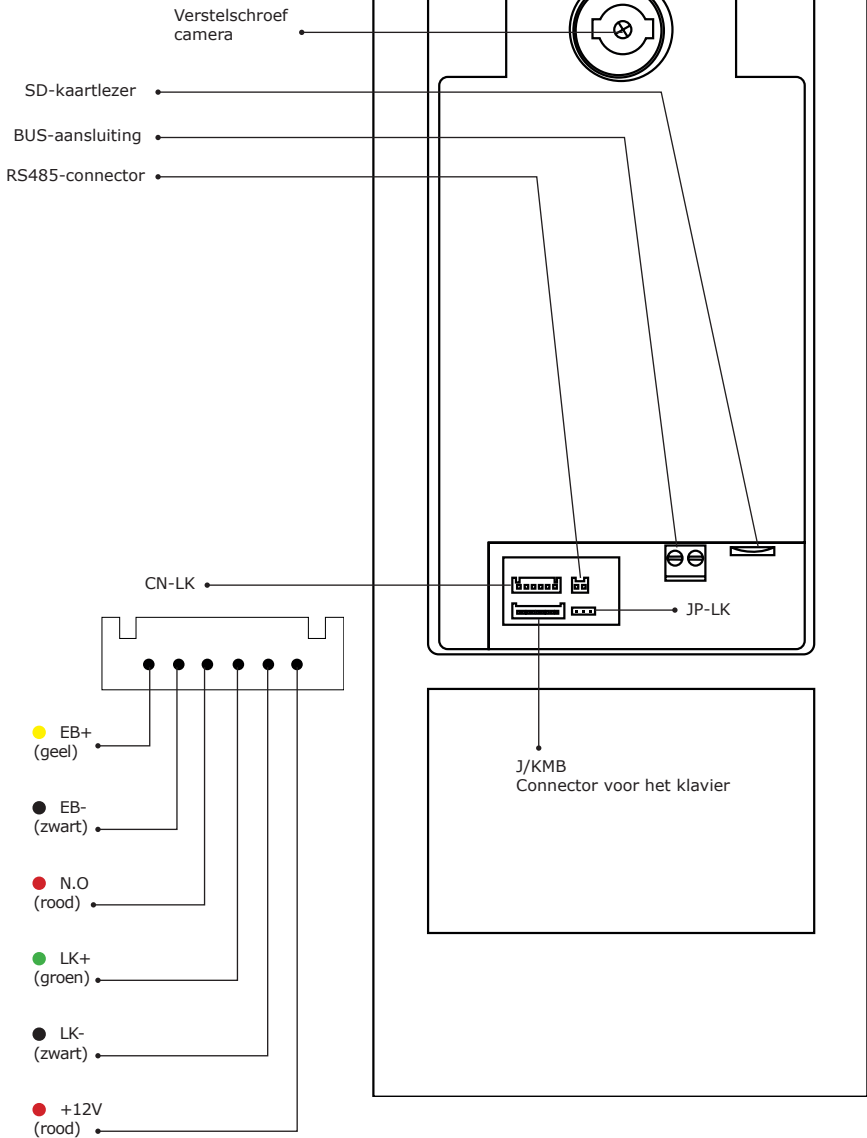 Verstelschroef
camera
SD-kaartlezer
BUS-aansluiting
RS485-connector
CN-LK
JP-LK
EB+
(geel)
J/KMB
Connector voor het klavier
EB-
(zwart)
N.O
(rood)
LK+
(groen)
LK-
(zwart)
+12V
(rood)